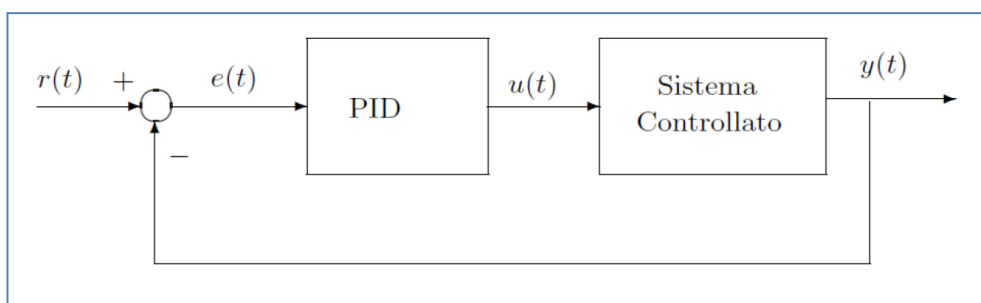 r(t)
+
e(t)
PID
u(t)
Sistema
Controllato
y(t)
−